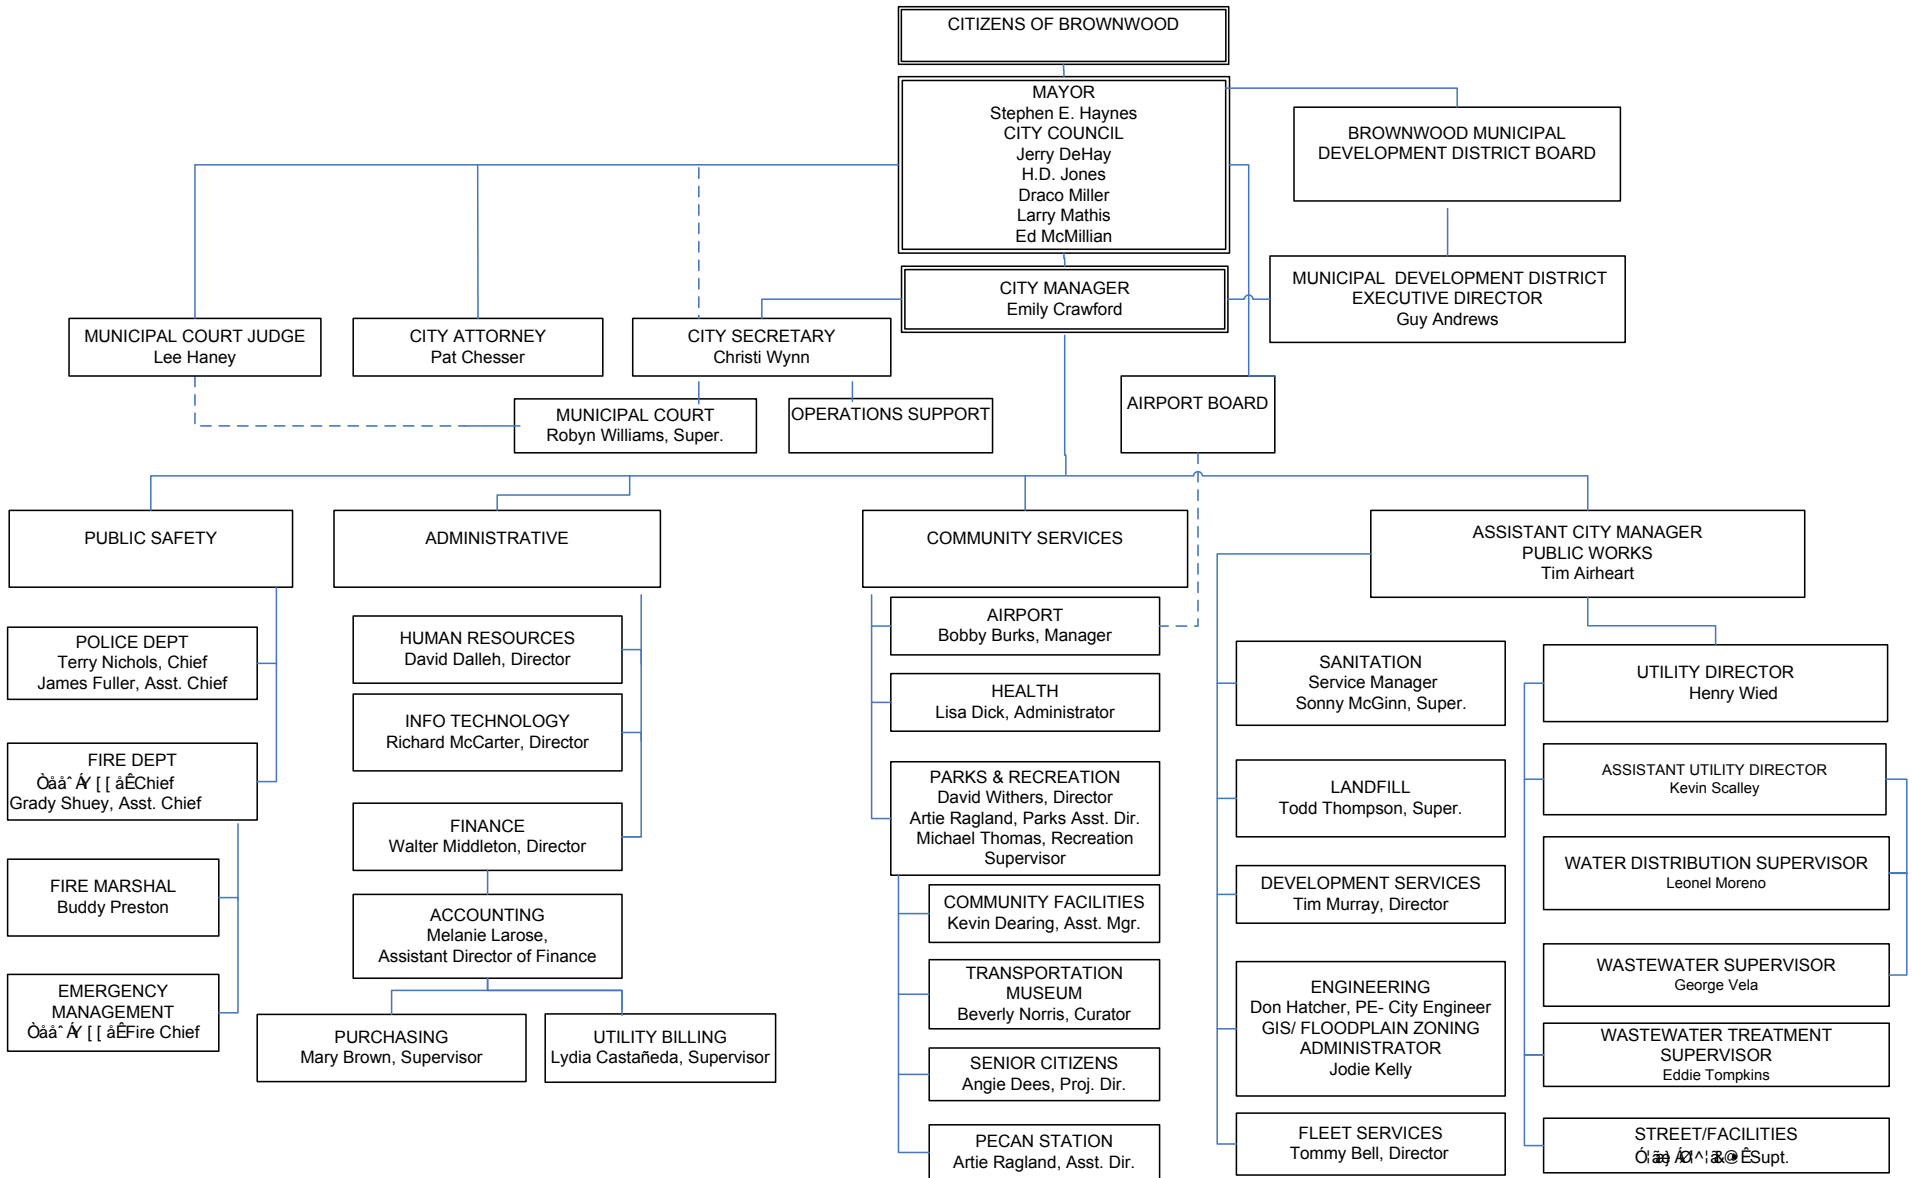 CITIZENS OF BROWNWOOD
MAYOR
Stephen E. Haynes
CITY COUNCIL
Jerry DeHay
H.D. Jones
Draco Miller
Larry Mathis
Ed McMillian
BROWNWOOD MUNICIPAL
DEVELOPMENT DISTRICT BOARD
CITY MANAGER
Emily Crawford
MUNICIPAL DEVELOPMENT DISTRICT
EXECUTIVE DIRECTOR
Guy Andrews
MUNICIPAL COURT JUDGE
Lee Haney
CITY ATTORNEY
Pat Chesser
CITY SECRETARY
Christi Wynn
MUNICIPAL COURT
Robyn Williams, Super.
OPERATIONS SUPPORT
AIRPORT BOARD
PUBLIC SAFETY
POLICE DEPT
Terry Nichols, Chief
James Fuller, Asst. Chief
FIRE DEPT
Chief
Grady Shuey, Asst. Chief
FIRE MARSHAL
Buddy Preston
EMERGENCY
MANAGEMENT
Fire Chief
ADMINISTRATIVE
HUMAN RESOURCES
David Dalleh, Director
INFO TECHNOLOGY
Richard McCarter, Director
FINANCE
Walter Middleton, Director
ACCOUNTING
Melanie Larose,
Assistant Director of Finance
PURCHASING
Mary Brown, Supervisor
UTILITY BILLING
Lydia Castañeda, Supervisor
COMMUNITY SERVICES
AIRPORT
Bobby Burks, Manager
HEALTH
Lisa Dick, Administrator
PARKS & RECREATION
David Withers, Director
Artie Ragland, Parks Asst. Dir.
Michael Thomas, Recreation
Supervisor
COMMUNITY FACILITIES
Kevin Dearing, Asst. Mgr.
TRANSPORTATION
MUSEUM
Beverly Norris, Curator
SENIOR CITIZENS
Angie Dees, Proj. Dir.
PECAN STATION
Artie Ragland, Asst. Dir.
ASSISTANT CITY MANAGER
PUBLIC WORKS
Tim Airheart
SANITATION
Service Manager
Sonny McGinn, Super.
LANDFILL
Todd Thompson, Super.
DEVELOPMENT SERVICES
Tim Murray, Director
ENGINEERING
Don Hatcher, PE- City Engineer
GIS/ FLOODPLAIN ZONING
ADMINISTRATOR
Jodie Kelly
FLEET SERVICES
Tommy Bell, Director
UTILITY DIRECTOR
Henry Wied
ASSISTANT UTILITY DIRECTOR
Kevin Scalley
WATER DISTRIBUTION SUPERVISOR
Leonel Moreno
WASTEWATER SUPERVISOR
George Vela
WASTEWATER TREATMENT
SUPERVISOR
Eddie Tompkins
STREET/FACILITIES
Supt.